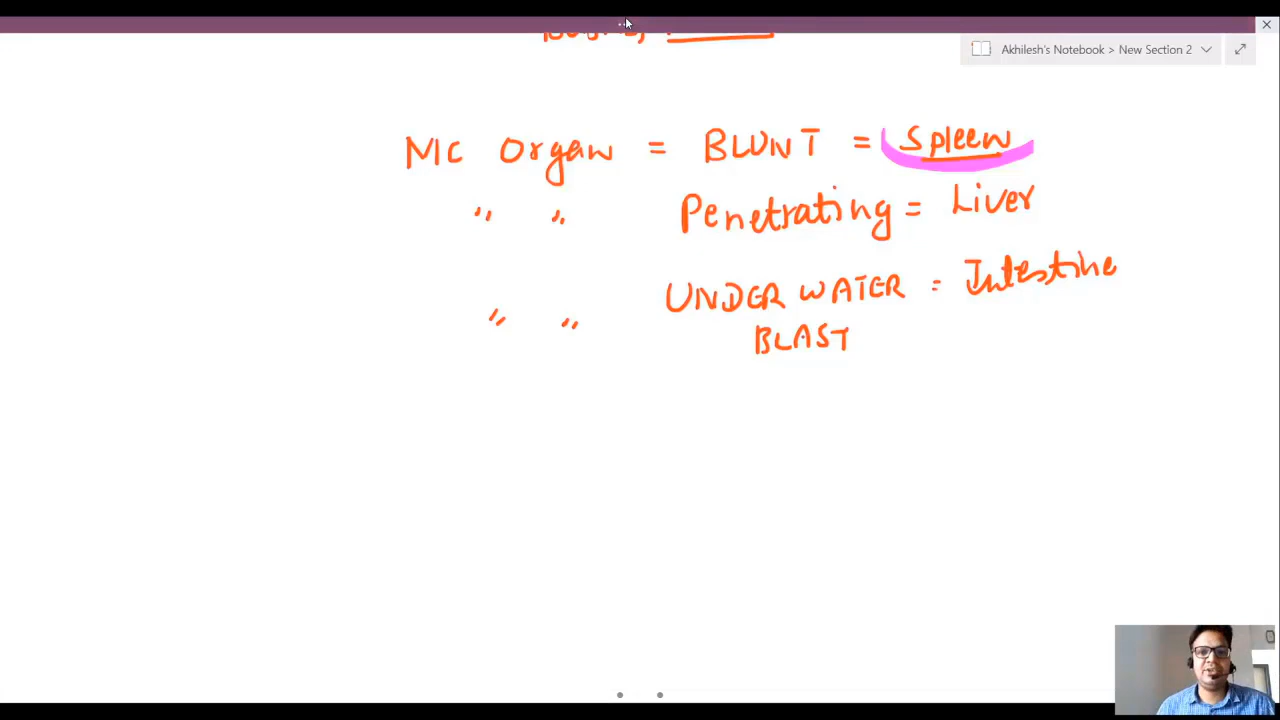 Akhilesh's Notebook > New Section 2
MC Organ = BLUNT = Spleen
" " Penetrating = Liver
" " UNDER WATER = Intestine
BLAST